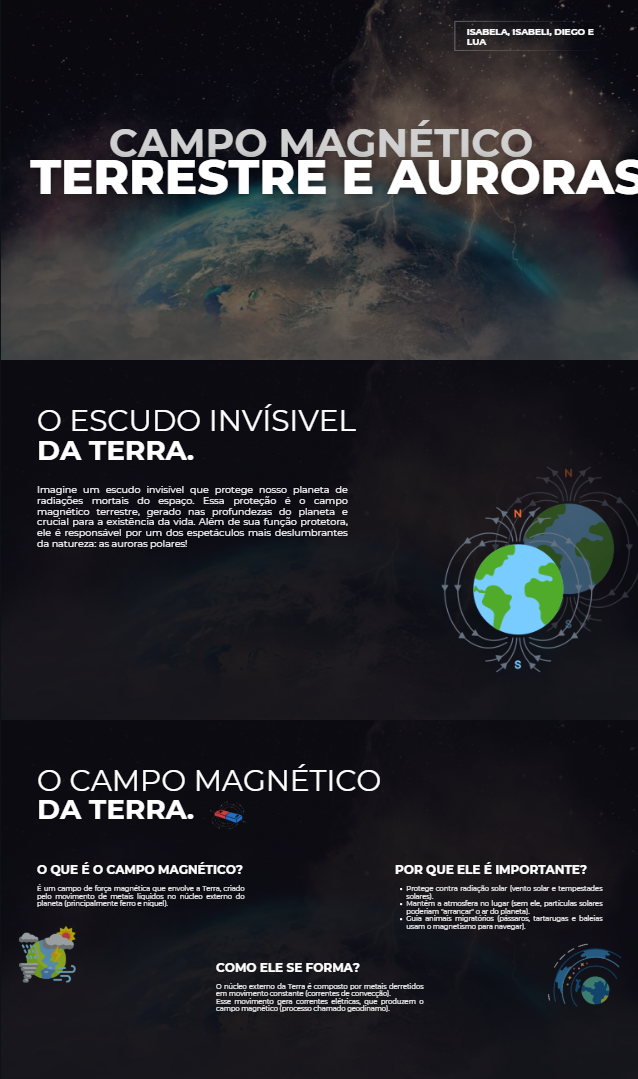 ISABELA, ISABELI, DIEGO E
LUA
CAMPO MAGNÉTICO
TERRESTRE E AURORAS
O ESCUDO INVÍSIVEL
DA TERRA.
Imagine um escudo invisível que protege nosso planeta de
radiações mortais do espaço. Essa proteção é o campo
magnético terrestre, gerado nas profundezas do planeta e
crucial para a existência da vida. Além de sua função protetora,
ele é responsável por um dos espetáculos mais deslumbrantes
da natureza: as auroras polares!
N
N
S
S
O CAMPO MAGNÉTICO
DA TERRA.
O QUE É O CAMPO MAGNÉTICO?
É um campo de força magnética que envolve a Terra, criado
pelo movimento de metais líquidos no núcleo externo do
planeta (principalmente ferro e níquel).
POR QUE ELE É IMPORTANTE?
• Protege contra radiação solar (vento solar e tempestades
solares).
• Mantém a atmosfera no lugar (sem ele, partículas solares
poderiam "arrancar" o ar do planeta).
• Guia animais migratórios (pássaros, tartarugas e baleias
usam o magnetismo para navegar).
COMO ELE SE FORMA?
O núcleo externo da Terra é composto por metais derretidos
em movimento constante (correntes de convecção).
Esse movimento gera correntes elétricas, que produzem o
campo magnético (processo chamado geodínamo).